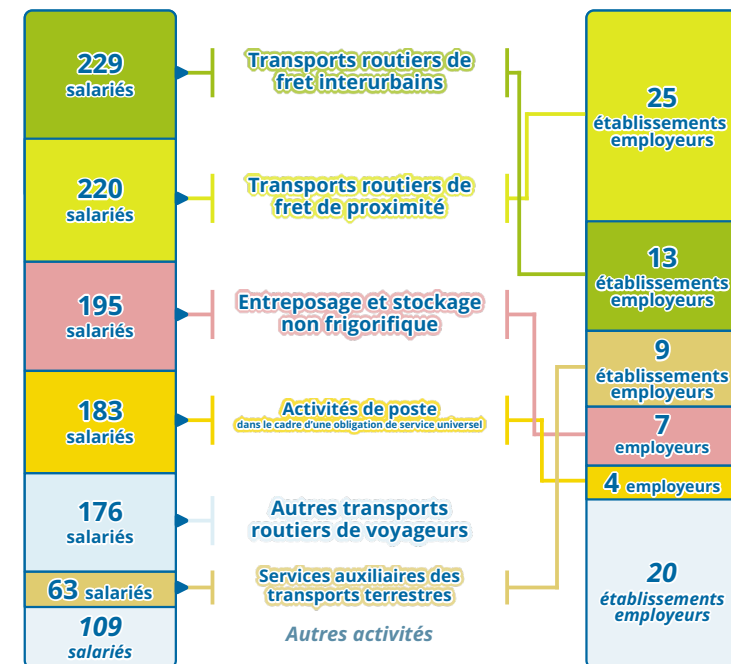 229
salariés
220
salariés
195
salariés
183
salariés
176
salariés
63 salariés
109
salariés
Transports routiers de
fret interurbains
Transports routiers de
fret de proximité
Entreposage et stockage
non frigorifique
Activités de poste
dans le cadre d'une obligation de service universel
Autres transports
routiers de voyageurs
Services auxiliaires des
transports terrestres
Autres activités
25
établissements
employeurs
13
établissements
employeurs
9
établissements
employeurs
7
employeurs
4 employeurs
20
établissements
employeurs